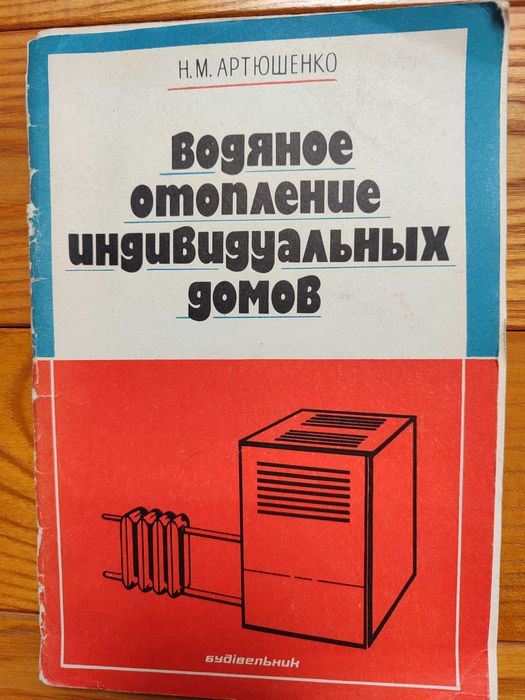 Н.М. АРТЮШЕНКО
Водяное
отопление
индивидуальных
домов
Будівельник